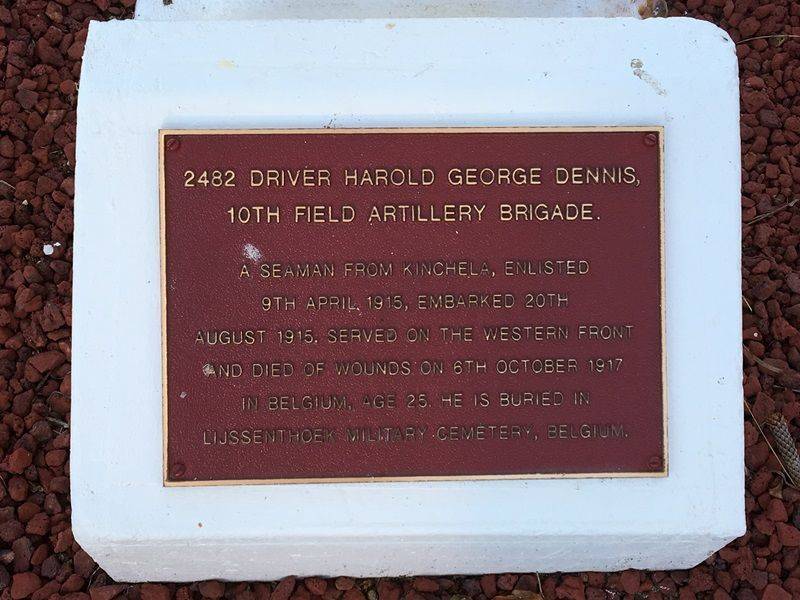 2482 DRIVER HAROLD GEORGE DENNIS,
10TH FIELD ARTILLERY BRIGADE.
A SEAMAN FROM KINCHELA, ENLISTED
9TH APRIL, 1915, EMBARKED 20TH
AUGUST 1915. SERVED ON THE WESTERN FRONT
AND DIED OF WOUNDS ON 6TH OCTOBER 1917
IN BELGIUM, AGE 25. HE IS BURIED IN
LIJSSENTHOEK MILITARY CEMETERY, BELGIUM.